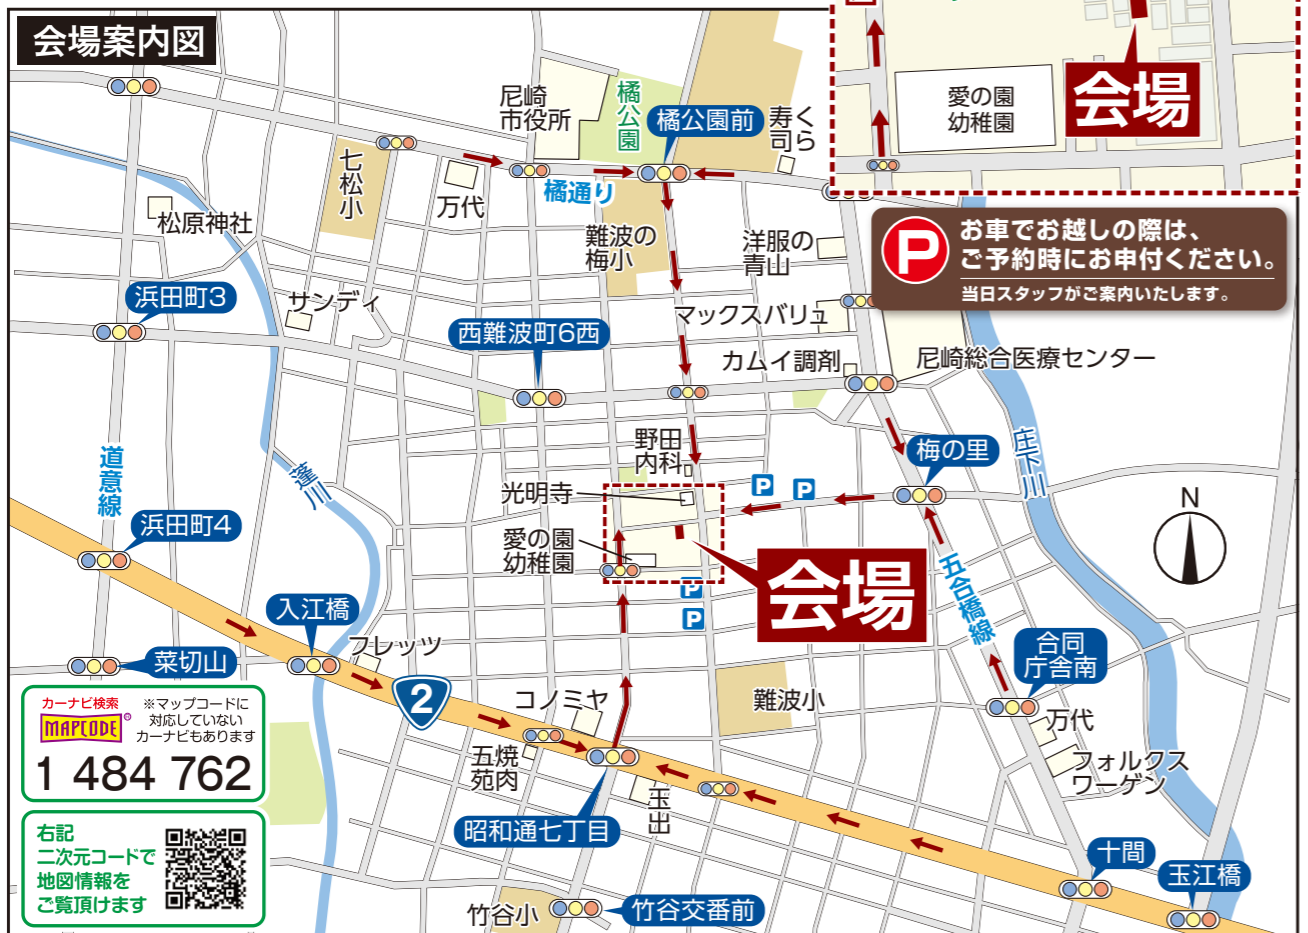 会場案内図
尼崎
市役所
橘公園
橘公園前
くら
寿司
愛の園
幼稚園
会場
七松小
万代
橘通り
松原神社
難波の
梅小
洋服の
青山
P
お車でお越しの際は、
ご予約時にお申付ください。
当日スタッフがご案内いたします。
浜田町3
サンディ
西難波町6西
マックスバリュ
カムイ調剤
尼崎総合医療センター
道意線
蓬川
野田
内科
梅の里
庄下川
光明寺
P
P
N
浜田町4
愛の園
幼稚園
会場
P
P
五合橋線
入江橋
フレッツ
菜切山
合同
庁舎南
2
コノミヤ
難波小
万代
カーナビ検索
MAPCODE®
※マップコードに
対応していない
カーナビもあります
1 484 762
五焼
苑肉
フォルクス
ワーゲン
玉出
昭和通七丁目
右記
二次元コードで
地図情報を
ご覧頂けます
十間
玉江橋
竹谷小
竹谷交番前